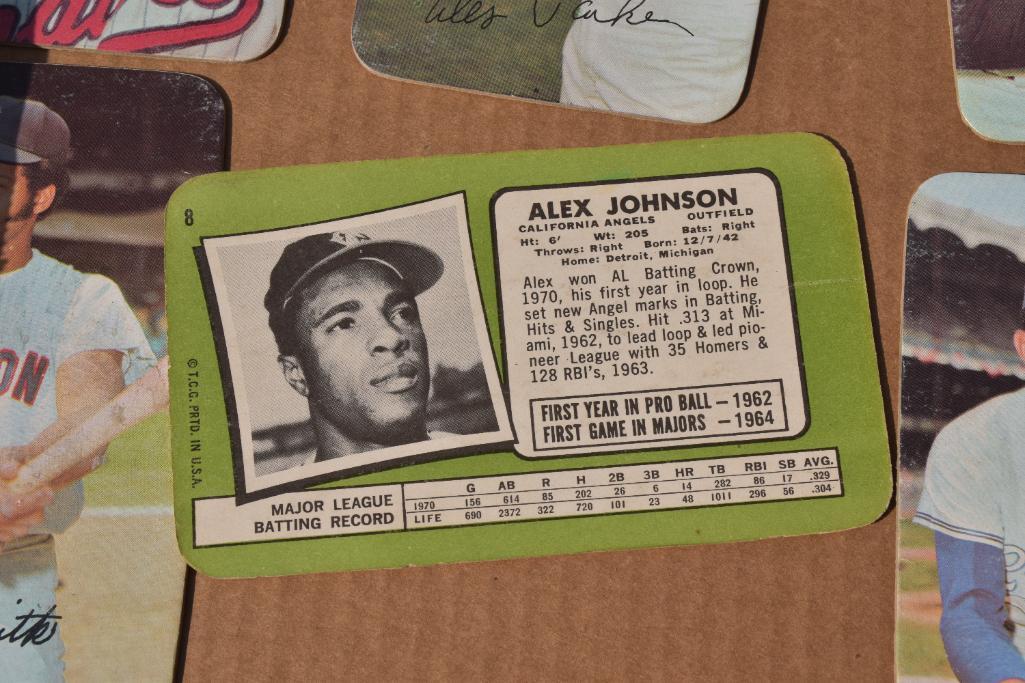 Wes Parker
8
© T.C.G. PRTD. IN U.S.A.
ALEX JOHNSON
CALIFORNIA ANGELS OUTFIELD
Ht: 6' Wt: 205 Bats: Right
Throws: Right Born: 12/7/42
Home: Detroit, Michigan
Alex won AL Batting Crown,
1970, his first year in loop. He
set new Angel marks in Batting,
Hits & Singles. Hit .313 at Mi-
ami, 1962, to lead loop & led pio-
neer League with 35 Homers &
128 RBI's, 1963.
FIRST YEAR IN PRO BALL — 1962
FIRST GAME IN MAJORS — 1964
MAJOR LEAGUE
BATTING RECORD
G AB R H 2B 3B HR TB RBI SB AVG.
1970 156 614 85 202 26 6 14 282 86 17 .329
LIFE 690 2372 322 720 101 23 48 1011 296 56 .304
ON
ith